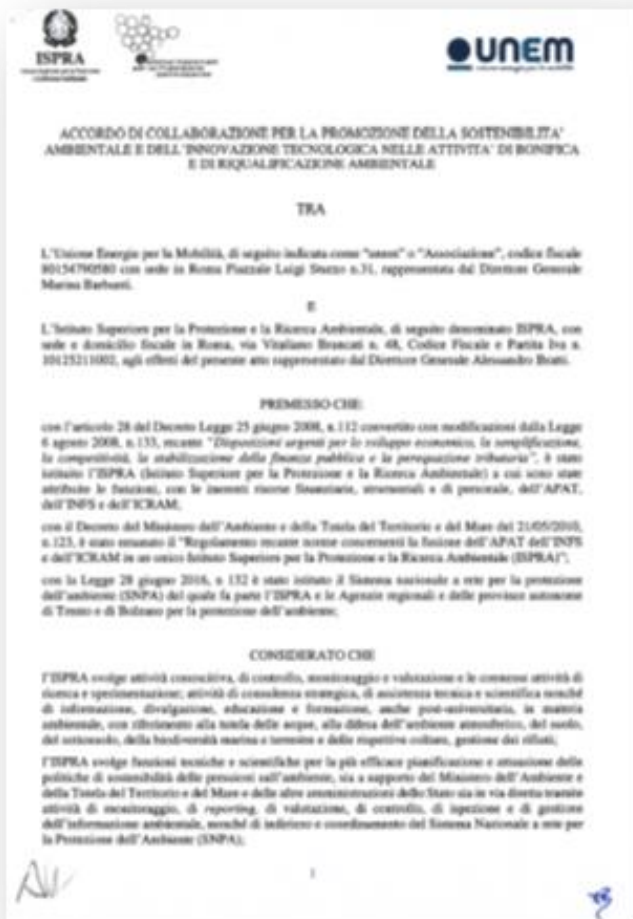 ISPRA
UNEM
ACCORDO DI COLLABORAZIONE PER LA PROMOZIONE DELLA SOSTENIBILITA'
AMBIENTALE E DELL'INNOVAZIONE TECNOLOGICA NELLE ATTIVITA' DI BONIFICA
E DI RIQUALIFICAZIONE AMBIENTALE
TRA
L'Unione Energie per la Mobilità, di seguito indicata come "unem" o "Associazione", codice fiscale
80154790580 con sede in Roma Piazzale Luigi Sturzo n.31, rappresentata dal Direttore Generale
Marina Barbanti.
E
L'Istituto Superiore per la Protezione e la Ricerca Ambientale, di seguito denominato ISPRA, con
sede e domicilio fiscale in Roma, via Vitaliano Brancati n. 48, Codice Fiscale e Partita Iva n.
10125211002, agli effetti del presente atto rappresentato dal Direttore Generale Alessandro Bratti.
PREMESSO CHE:
con l'articolo 28 del Decreto Legge 25 giugno 2008, n.112 convertito con modificazioni dalla Legge
6 agosto 2008, n.133, recante "Disposizioni urgenti per lo sviluppo economico, la semplificazione,
la competitività, la stabilizzazione della finanza pubblica e la perequazione tributaria", è stato
istituito l'ISPRA (Istituto Superiore per la Protezione e la Ricerca Ambientale) a cui sono state
attribuite le funzioni, con le inerenti risorse finanziarie, strumentali e di personale, dell'APAT,
dell'INFS e dell'ICRAM;
con il Decreto del Ministero dell'Ambiente e della Tutela del Territorio e del Mare del 21/05/2010,
n.123, è stato emanato il "Regolamento recante norme concernenti la fusione dell'APAT dell'INFS
e dell'ICRAM in un unico Istituto Superiore per la Protezione e la Ricerca Ambientale (ISPRA)";
con la Legge 28 giugno 2016, n 132 è stato istituto il Sistema nazionale a rete per la protezione
dell'ambiente (SNPA) del quale fa parte l'ISPRA e le Agenzie regionali e delle province autonome
di Trento e di Bolzano per la protezione dell'ambiente;
CONSIDERATO CHE
l'ISPRA svolge attività conoscitiva, di controllo, monitoraggio e valutazione e le connesse attività di
ricerca e sperimentazione; attività di consulenza strategica, di assistenza tecnica e scientifica nonché
di informazione, divulgazione, educazione e formazione, anche post-universitaria, in materia
ambientale, con riferimento alla tutela delle acque, alla difesa dell'ambiente atmosferico, del suolo,
del sottosuolo, della biodiversità marina e terrestre e delle rispettive colture, gestione dei rifiuti;
l'ISPRA svolge funzioni tecniche e scientifiche per la più efficace pianificazione e attuazione delle
politiche di sostenibilità delle pressioni sull'ambiente, sia a supporto del Ministero dell'Ambiente e
della Tutela del Territorio e del Mare e delle altre amministrazioni dello Stato sia in via diretta tramite
attività di monitoraggio, di reporting, di valutazione, di controllo, di ispezione e di gestione
dell'informazione ambientale, nonché di indirizzo e coordinamento del Sistema Nazionale a rete per
la Protezione dell'Ambiente (SNPA);
1